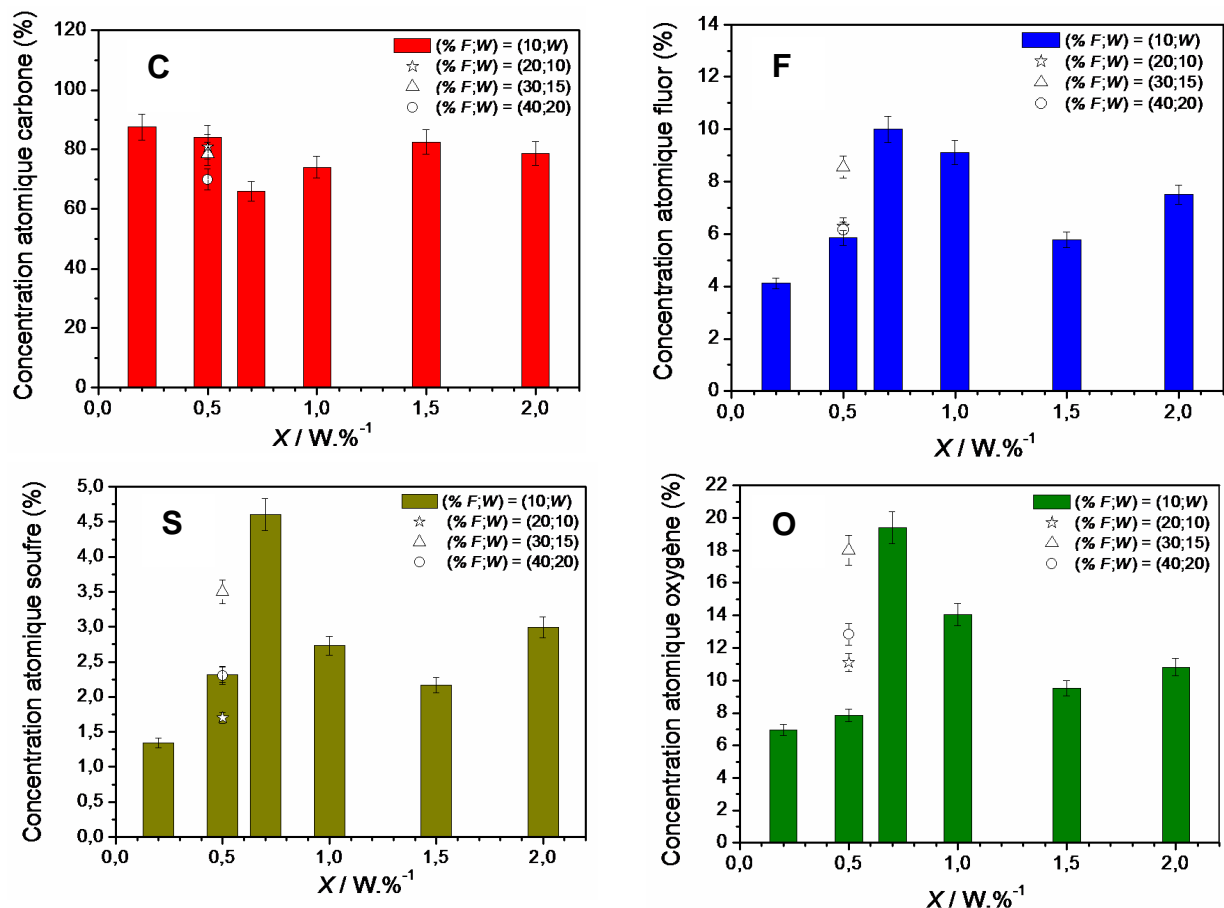 Concentration atomique carbone (%)
120
100
80
60
40
20
0
C
(% F;W) = (10;W)
(% F;W) = (20;10)
(% F;W) = (30;15)
(% F;W) = (40;20)
0,0 0,5 1,0 1,5 2,0
X / W.%-1
Concentration atomique fluor (%)
14
12
10
8
6
4
2
0
F
(% F;W) = (10;W)
(% F;W) = (20;10)
(% F;W) = (30;15)
(% F;W) = (40;20)
0,0 0,5 1,0 1,5 2,0
X / W.%-1
Concentration atomique soufre (%)
5,0
4,5
4,0
3,5
3,0
2,5
2,0
1,5
1,0
0,5
0,0
S
(% F;W) = (10;W)
(% F;W) = (20;10)
(% F;W) = (30;15)
(% F;W) = (40;20)
0,0 0,5 1,0 1,5 2,0
X / W.%-1
Concentration atomique oxygène (%)
22
20
18
16
14
12
10
8
6
4
2
0
O
(% F;W) = (10;W)
(% F;W) = (20;10)
(% F;W) = (30;15)
(% F;W) = (40;20)
0,0 0,5 1,0 1,5 2,0
X / W.%-1